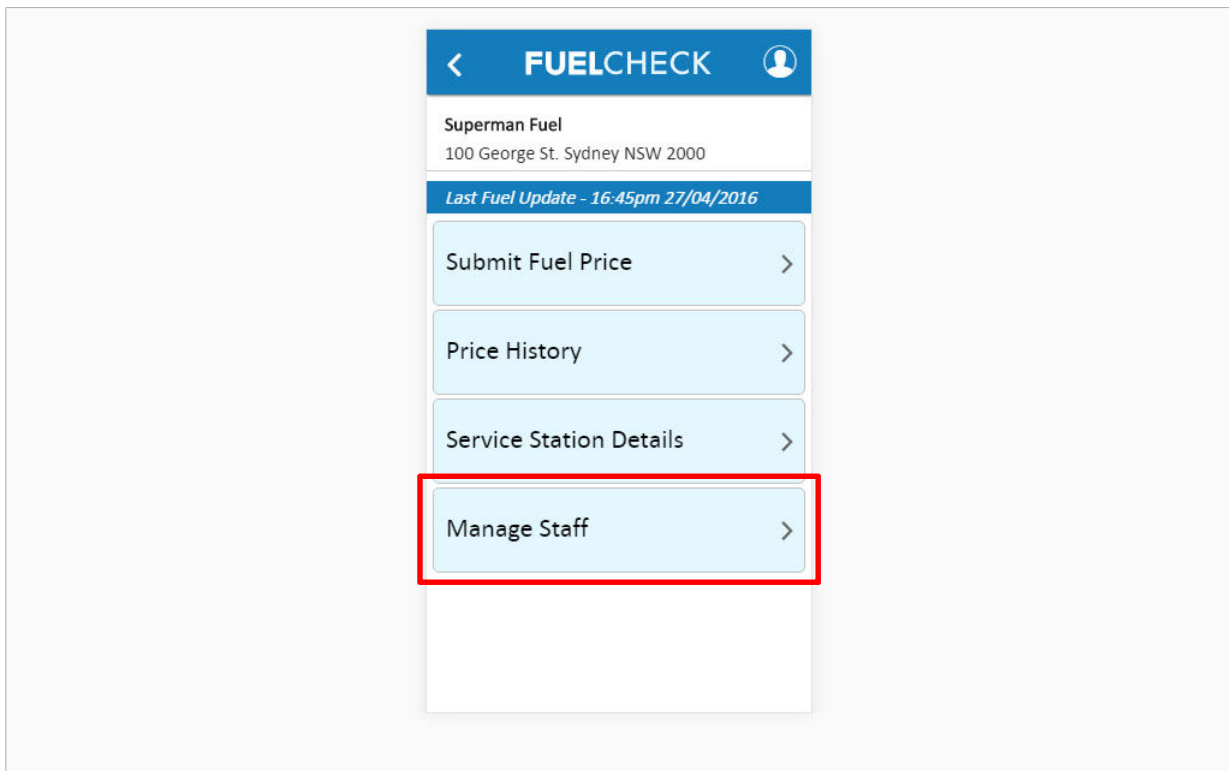 FUELCHECK
Superman Fuel
100 George St. Sydney NSW 2000
Last Fuel Update - 16:45pm 27/04/2016
Submit Fuel Price
Price History
Service Station Details
Manage Staff